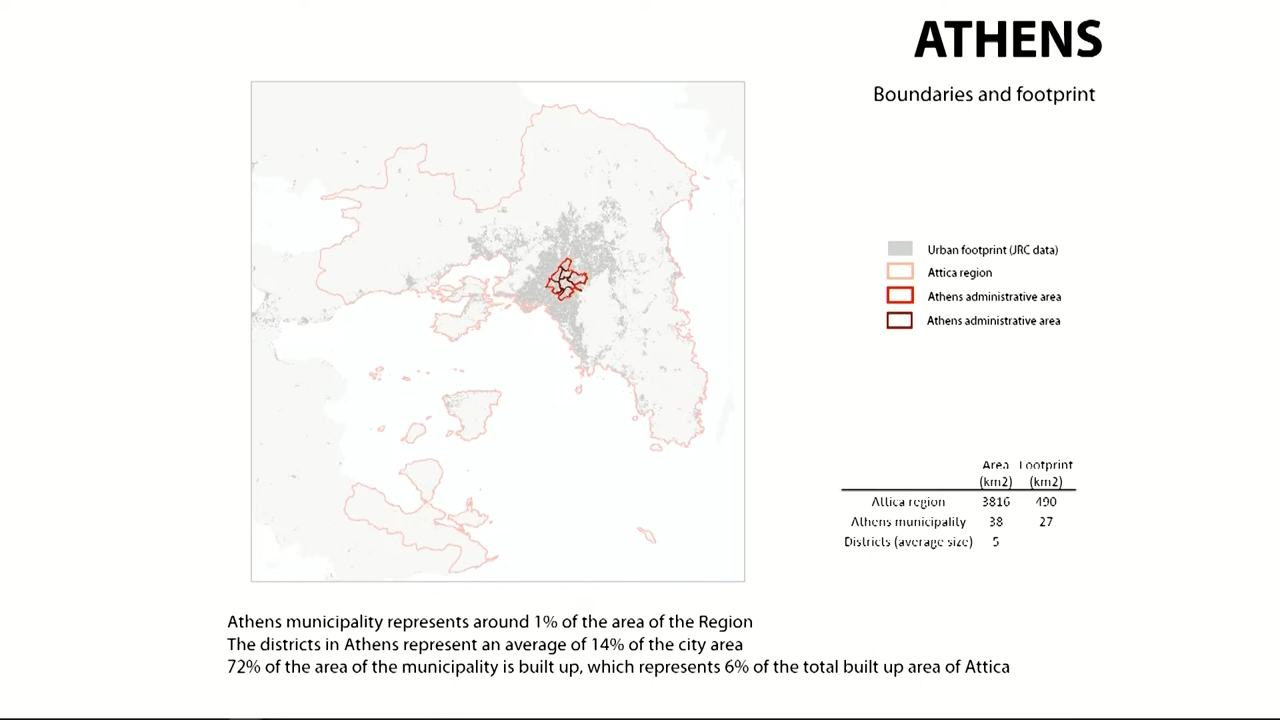 ATHENS
Boundaries and footprint
Urban footprint (JRC data)
Attica region
Athens administrative area
Athens administrative area
Area Footprint
(km2) (km2)
Attica region 3816 490
Athens municipality 38 27
Districts (average size) 5
Athens municipality represents around 1% of the area of the Region
The districts in Athens represent an average of 14% of the city area
72% of the area of the municipality is built up, which represents 6% of the total built up area of Attica